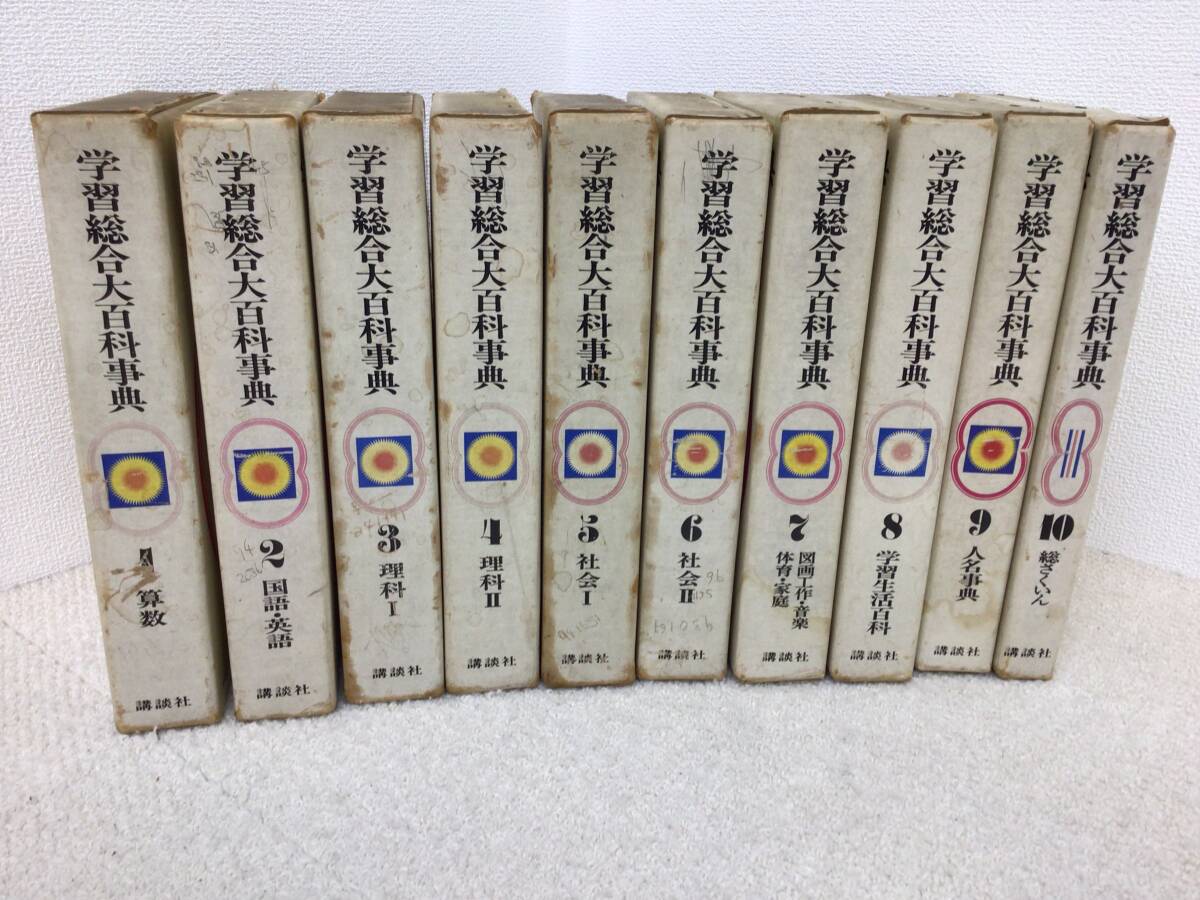 学習総合大百科事典
1
算数
講談社
学習総合大百科事典
2
国語・英語
講談社
学習総合大百科事典
3
理科Ⅰ
講談社
学習総合大百科事典
4
理科Ⅱ
講談社
学習総合大百科事典
5
社会Ⅰ
講談社
学習総合大百科事典
6
社会Ⅱ
講談社
学習総合大百科事典
7
図画工作・音楽
体育・家庭
講談社
学習総合大百科事典
8
学習生活百科
講談社
学習総合大百科事典
9
人名事典
講談社
学習総合大百科事典
10
総さくいん
講談社